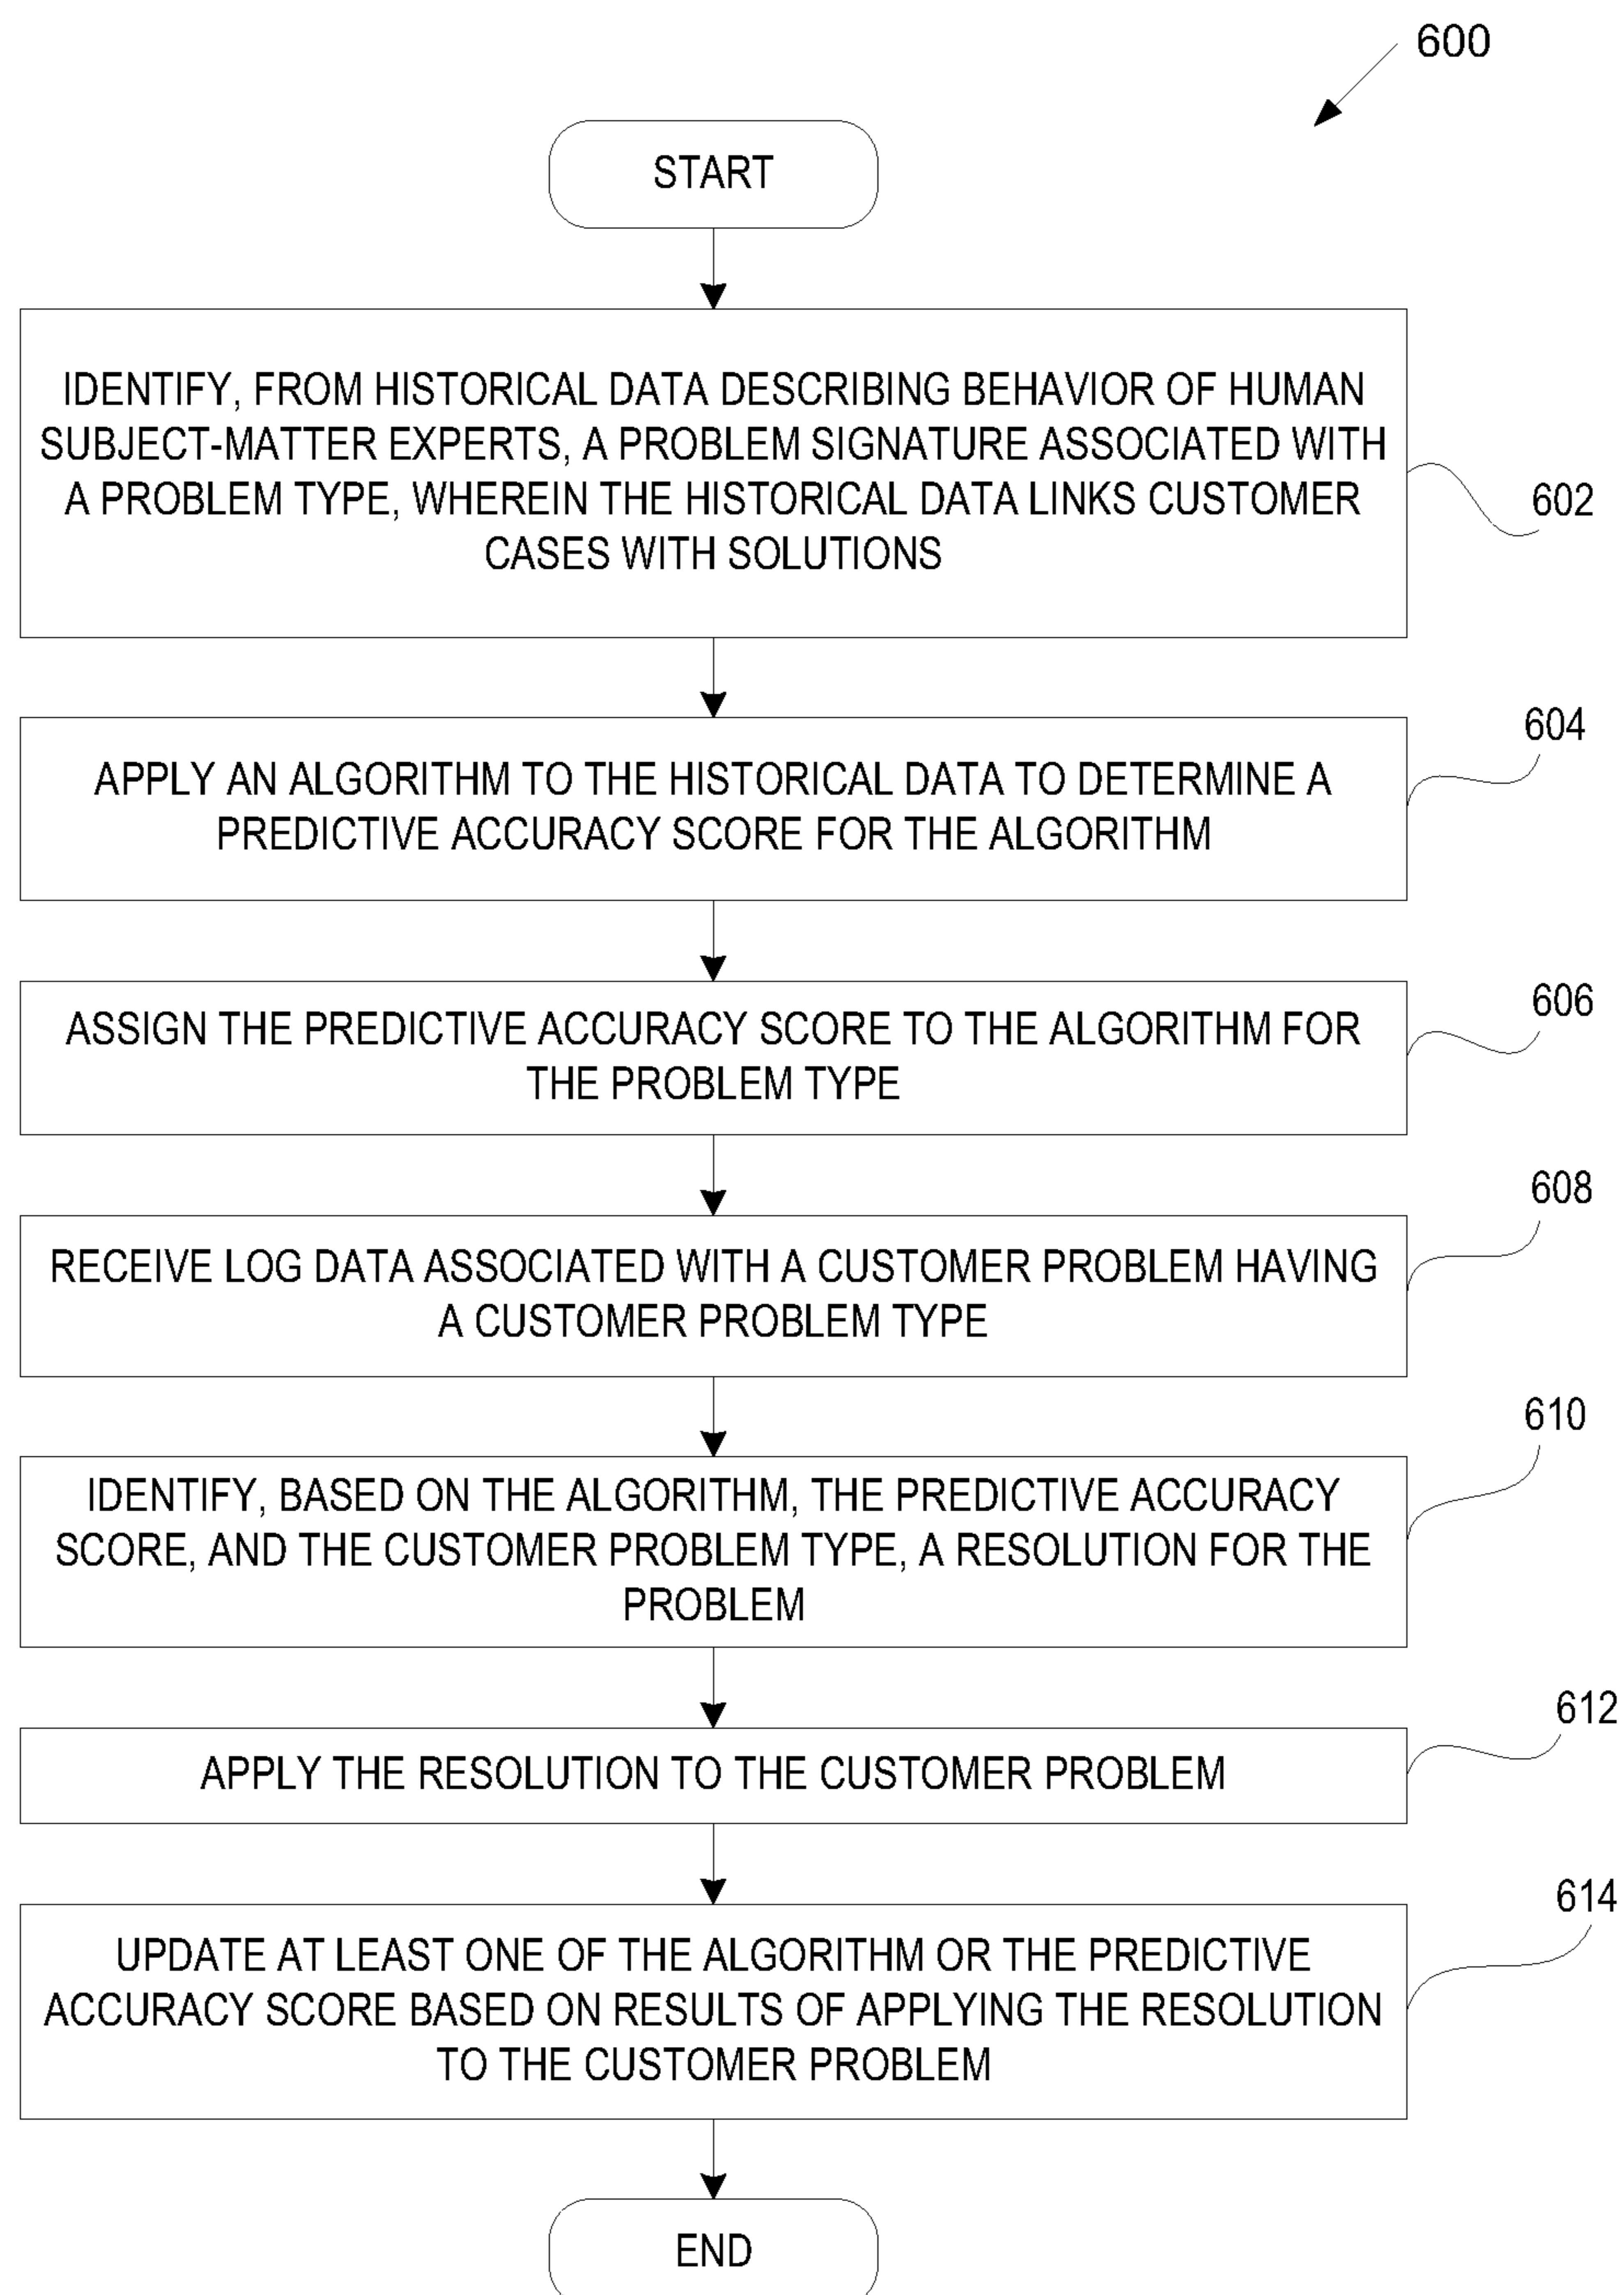 600
START
IDENTIFY, FROM HISTORICAL DATA DESCRIBING BEHAVIOR OF HUMAN
SUBJECT-MATTER EXPERTS, A PROBLEM SIGNATURE ASSOCIATED WITH
A PROBLEM TYPE, WHEREIN THE HISTORICAL DATA LINKS CUSTOMER
CASES WITH SOLUTIONS
602
APPLY AN ALGORITHM TO THE HISTORICAL DATA TO DETERMINE A
PREDICTIVE ACCURACY SCORE FOR THE ALGORITHM
604
ASSIGN THE PREDICTIVE ACCURACY SCORE TO THE ALGORITHM FOR
THE PROBLEM TYPE
606
RECEIVE LOG DATA ASSOCIATED WITH A CUSTOMER PROBLEM HAVING
A CUSTOMER PROBLEM TYPE
608
IDENTIFY, BASED ON THE ALGORITHM, THE PREDICTIVE ACCURACY
SCORE, AND THE CUSTOMER PROBLEM TYPE, A RESOLUTION FOR THE
PROBLEM
610
APPLY THE RESOLUTION TO THE CUSTOMER PROBLEM
612
UPDATE AT LEAST ONE OF THE ALGORITHM OR THE PREDICTIVE
ACCURACY SCORE BASED ON RESULTS OF APPLYING THE RESOLUTION
TO THE CUSTOMER PROBLEM
614
END